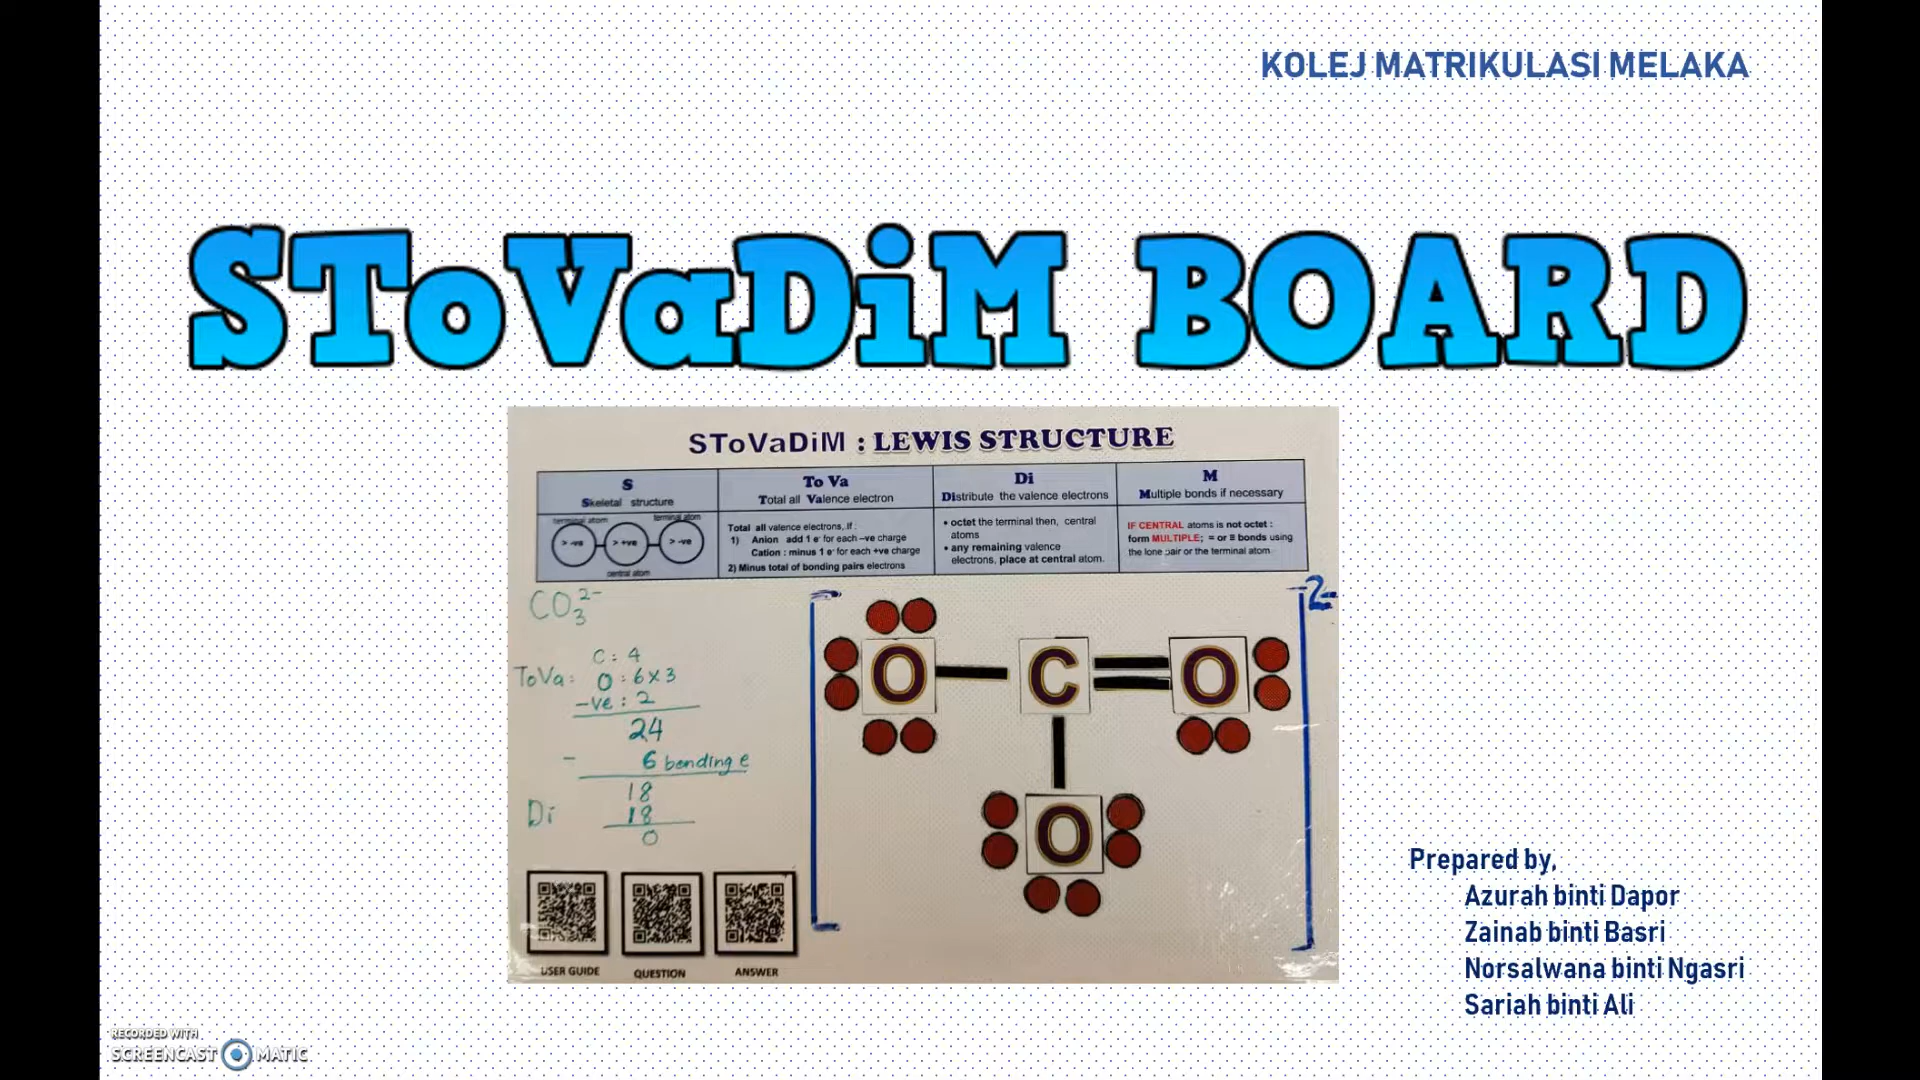 KOLEJ MATRIKULASI MELAKA
SToVaDiM BOARD
SToVaDiM : LEWIS STRUCTURE
S
Skeletal structure
To Va
Total all Valence electron
Di
Distribute the valence electrons
M
Multiple bonds if necessary
terminal atom
terminal atom
> -ve
> +ve
> -ve
central atom
Total all valence electrons, If :
1) Anion add 1 e⁻ for each –ve charge
Cation : minus 1 e⁻ for each +ve charge
2) Minus total of bonding pairs electrons
• octet the terminal then, central
atoms
• any remaining valence
electrons, place at central atom.
IF CENTRAL atoms is not octet :
form MULTIPLE; = or ≡ bonds using
the lone pair or the terminal atom
CO₃²⁻
C : 4
ToVa : O : 6 x 3
-ve : 2
24
- 6 bonding e
18
Di 18
0
2-
O C O
O
USER GUIDE
QUESTION
ANSWER
Prepared by,
Azurah binti Dapor
Zainab binti Basri
Norsalwana binti Ngasri
Sariah binti Ali
RECORDED WITH
SCREENCAST MATIC